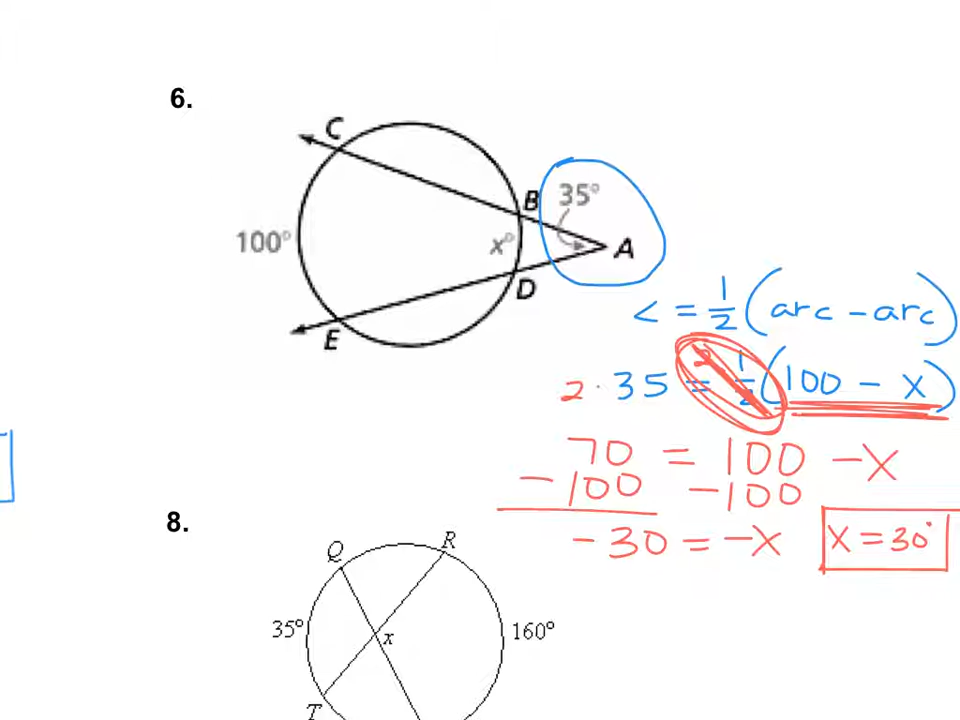 6.
C
B
35°
100°
x°
A
D
E
< = 1/2 (arc - arc)
2 · 35 = 2 · 1/2 (100 - x)
70 = 100 - x
-100 -100
-30 = -x
x = 30°
8.
Q
R
35°
x
160°
T